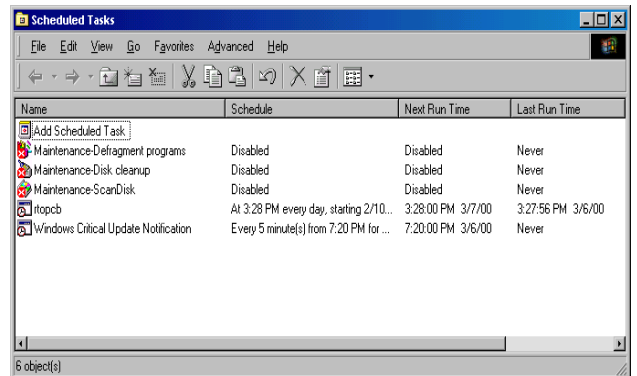 Scheduled Tasks
File Edit View Go Favorites Advanced Help
Name Schedule Next Run Time Last Run Time
Add Scheduled Task
Maintenance-Defragment programs Disabled Disabled Never
Maintenance-Disk cleanup Disabled Disabled Never
Maintenance-ScanDisk Disabled Disabled Never
rtopcb At 3:28 PM every day, starting 2/10... 3:28:00 PM 3/7/00 3:27:56 PM 3/6/00
Windows Critical Update Notification Every 5 minute(s) from 7:20 PM for ... 7:20:00 PM 3/6/00 Never
6 object(s)